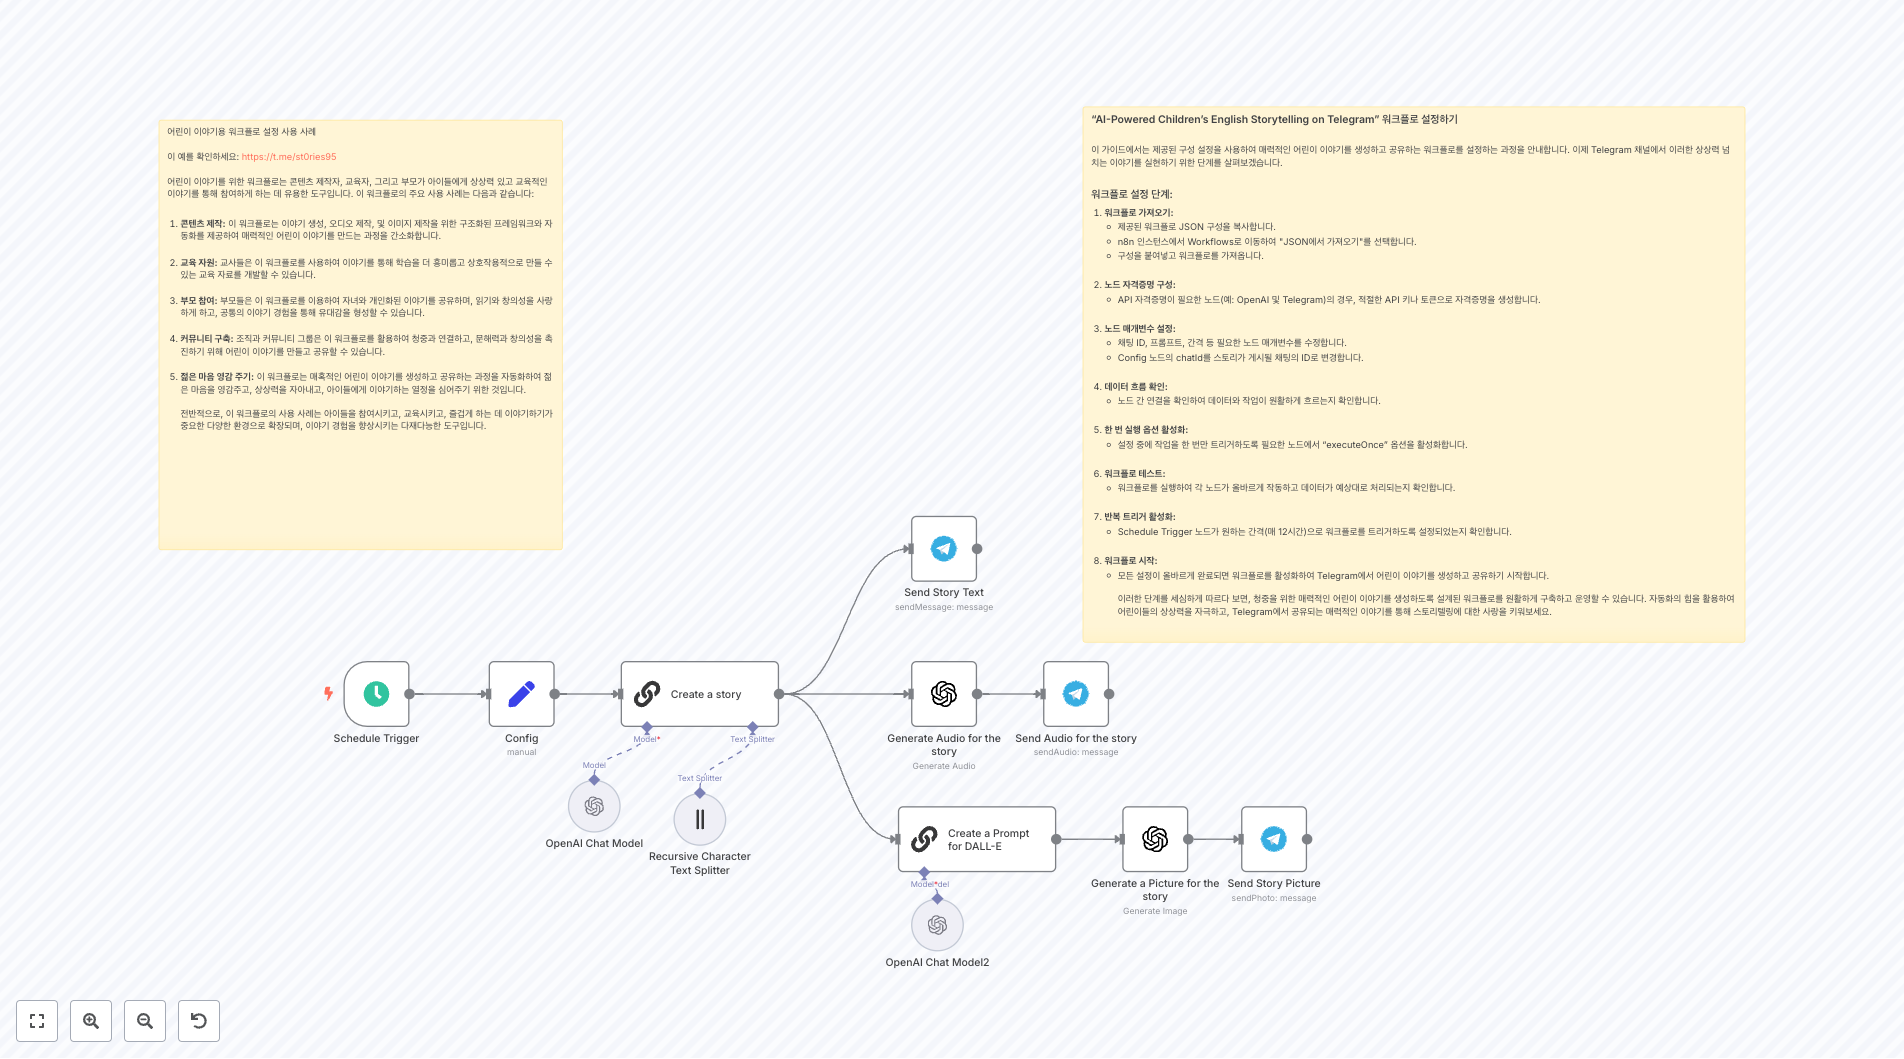 어린이 이야기용 워크플로 설정 사용 사례
이 예를 확인하세요: https://t.me/st0ries95
어린이 이야기를 위한 워크플로는 콘텐츠 제작자, 교육자, 그리고 부모가 아이들에게 상상력 있고 교육적인
이야기를 통해 참여하게 하는 데 유용한 도구입니다. 이 워크플로의 주요 사용 사례는 다음과 같습니다:
1. 콘텐츠 제작: 이 워크플로는 이야기 생성, 오디오 제작, 및 이미지 제작을 위한 구조화된 프레임워크와 자
동화를 제공하여 매력적인 어린이 이야기를 만드는 과정을 간소화합니다.
2. 교육 자원: 교사들은 이 워크플로를 사용하여 이야기를 통해 학습을 더 흥미롭고 상호작용적으로 만들 수
있는 교육 자료를 개발할 수 있습니다.
3. 부모 참여: 부모들은 이 워크플로를 이용하여 자녀와 개인화된 이야기를 공유하며, 읽기와 창의성을 사랑
하게 하고, 공통의 이야기 경험을 통해 유대감을 형성할 수 있습니다.
4. 커뮤니티 구축: 조직과 커뮤니티 그룹은 이 워크플로를 활용하여 청중과 연결하고, 문해력과 창의성을 촉
진하기 위해 어린이 이야기를 만들고 공유할 수 있습니다.
5. 젊은 마음 영감 주기: 이 워크플로는 매혹적인 어린이 이야기를 생성하고 공유하는 과정을 자동화하여 젊
은 마음을 영감주고, 상상력을 자아내고, 아이들에게 이야기하는 열정을 심어주기 위한 것입니다.
전반적으로, 이 워크플로의 사용 사례는 아이들을 참여시키고, 교육시키고, 즐겁게 하는 데 이야기하기가
중요한 다양한 환경으로 확장되며, 이야기 경험을 향상시키는 다재다능한 도구입니다.
“AI-Powered Children’s English Storytelling on Telegram” 워크플로 설정하기
이 가이드에서는 제공된 구성 설정을 사용하여 매력적인 어린이 이야기를 생성하고 공유하는 워크플로를 설정하는 과정을 안내합니다. 이제 Telegram 채널에서 이러한 상상력 넘
치는 이야기를 실현하기 위한 단계를 살펴보겠습니다.
워크플로 설정 단계:
1. 워크플로 가져오기:
제공된 워크플로 JSON 구성을 복사합니다.
n8n 인스턴스에서 Workflows로 이동하여 "JSON에서 가져오기"를 선택합니다.
구성을 붙여넣고 워크플로를 가져옵니다.
2. 노드 자격증명 구성:
API 자격증명이 필요한 노드(예: OpenAI 및 Telegram)의 경우, 적절한 API 키나 토큰으로 자격증명을 생성합니다.
3. 노드 매개변수 설정:
채팅 ID, 프롬프트, 간격 등 필요한 노드 매개변수를 수정합니다.
Config 노드의 chatId를 스토리가 게시될 채팅의 ID로 변경합니다.
4. 데이터 흐름 확인:
노드 간 연결을 확인하여 데이터와 작업이 원활하게 흐르는지 확인합니다.
5. 한 번 실행 옵션 활성화:
설정 중에 작업을 한 번만 트리거하도록 필요한 노드에서 “executeOnce” 옵션을 활성화합니다.
6. 워크플로 테스트:
워크플로를 실행하여 각 노드가 올바르게 작동하고 데이터가 예상대로 처리되는지 확인합니다.
7. 반복 트리거 활성화:
Schedule Trigger 노드가 원하는 간격(매 12시간)으로 워크플로를 트리거하도록 설정되었는지 확인합니다.
8. 워크플로 시작:
모든 설정이 올바르게 완료되면 워크플로를 활성화하여 Telegram에서 어린이 이야기를 생성하고 공유하기 시작합니다.
이러한 단계를 세심하게 따르다 보면, 청중을 위한 매력적인 어린이 이야기를 생성하도록 설계된 워크플로를 원활하게 구축하고 운영할 수 있습니다. 자동화의 힘을 활용하여
어린이들의 상상력을 자극하고, Telegram에서 공유되는 매력적인 이야기를 통해 스토리텔링에 대한 사랑을 키워보세요.
Send Story Text
sendMessage: message
Schedule Trigger
Config
manual
Create a story
Model*
Text Splitter
Model
Text Splitter
OpenAI Chat Model
Recursive Character
Text Splitter
Generate Audio for the
story
Generate Audio
Send Audio for the story
sendAudio: message
Create a Prompt
for DALL-E
Model*del
OpenAI Chat Model2
Generate a Picture for the
story
Generate Image
Send Story Picture
sendPhoto: message